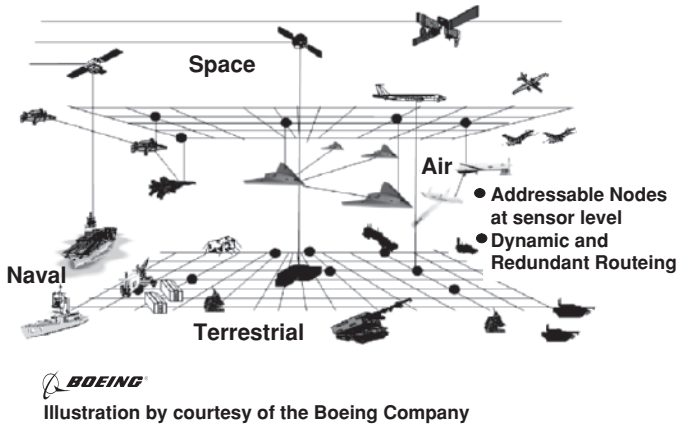 Space
Air
● Addressable Nodes
at sensor level
● Dynamic and
Redundant Routeing
Naval
Terrestrial
BOEING®
Illustration by courtesy of the Boeing Company